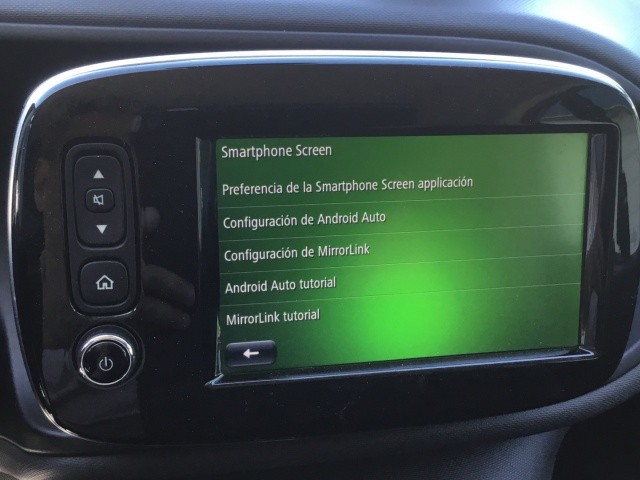 Smartphone Screen
Preferencia de la Smartphone Screen applicación
Configuración de Android Auto
Configuración de MirrorLink
Android Auto tutorial
MirrorLink tutorial